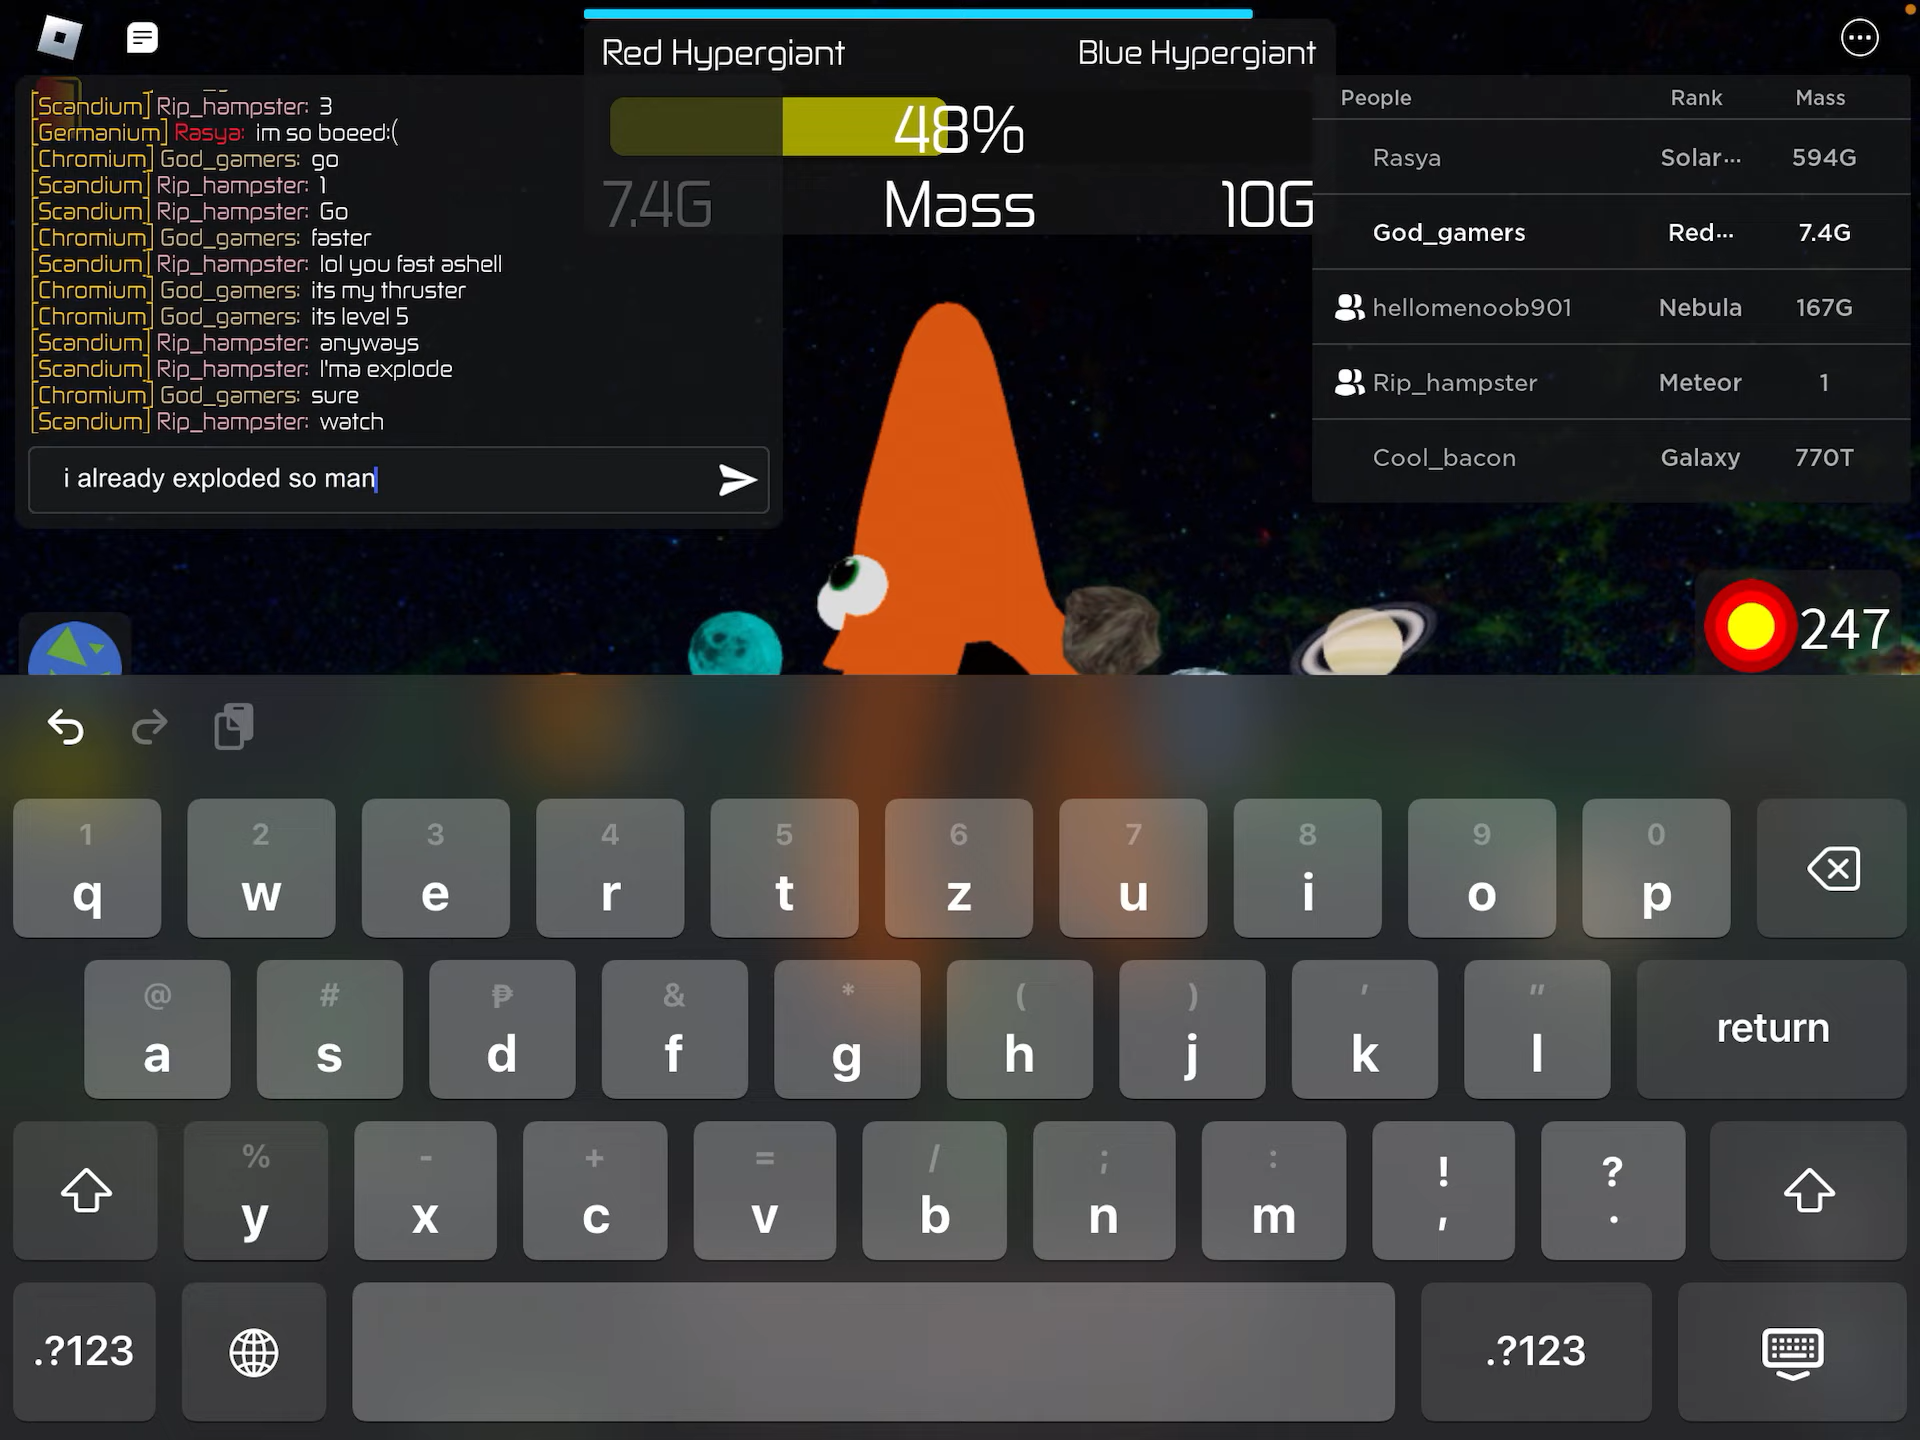 Red Hypergiant Blue Hypergiant
48%
7.4G Mass 10G
[Scandium] Rip_hampster: 3
[Germanium] Rasya: im so boeed:(
[Chromium] God_gamers: go
[Scandium] Rip_hampster: 1
[Scandium] Rip_hampster: Go
[Chromium] God_gamers: faster
[Scandium] Rip_hampster: lol you fast ashell
[Chromium] God_gamers: its my thruster
[Chromium] God_gamers: its level 5
[Scandium] Rip_hampster: anyways
[Scandium] Rip_hampster: I'ma explode
[Chromium] God_gamers: sure
[Scandium] Rip_hampster: watch
i already exploded so man
People Rank Mass
Rasya Solar... 594G
God_gamers Red... 7.4G
hellomenoob901 Nebula 167G
Rip_hampster Meteor 1
Cool_bacon Galaxy 770T
247
1 2 3 4 5 6 7 8 9 0
q w e r t z u i o p
@ # ₱ & * ( ) ' "
a s d f g h j k l return
% - + = / ; : ! ?
y x c v b n m , .
.?123 .?123